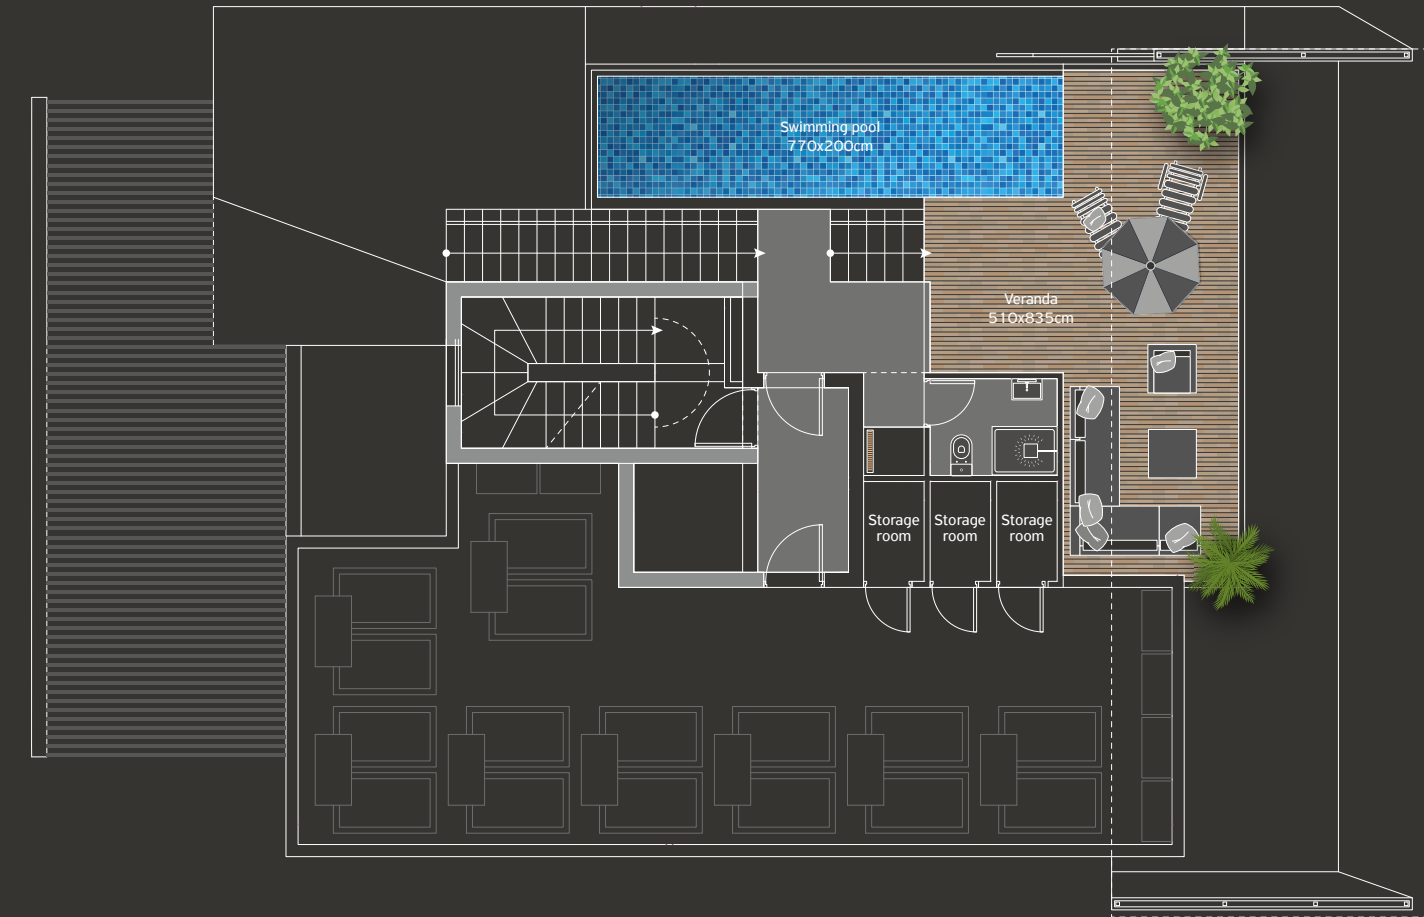 Swimming pool
770x200cm
Veranda
510x835cm
Storage
room
Storage
room
Storage
room